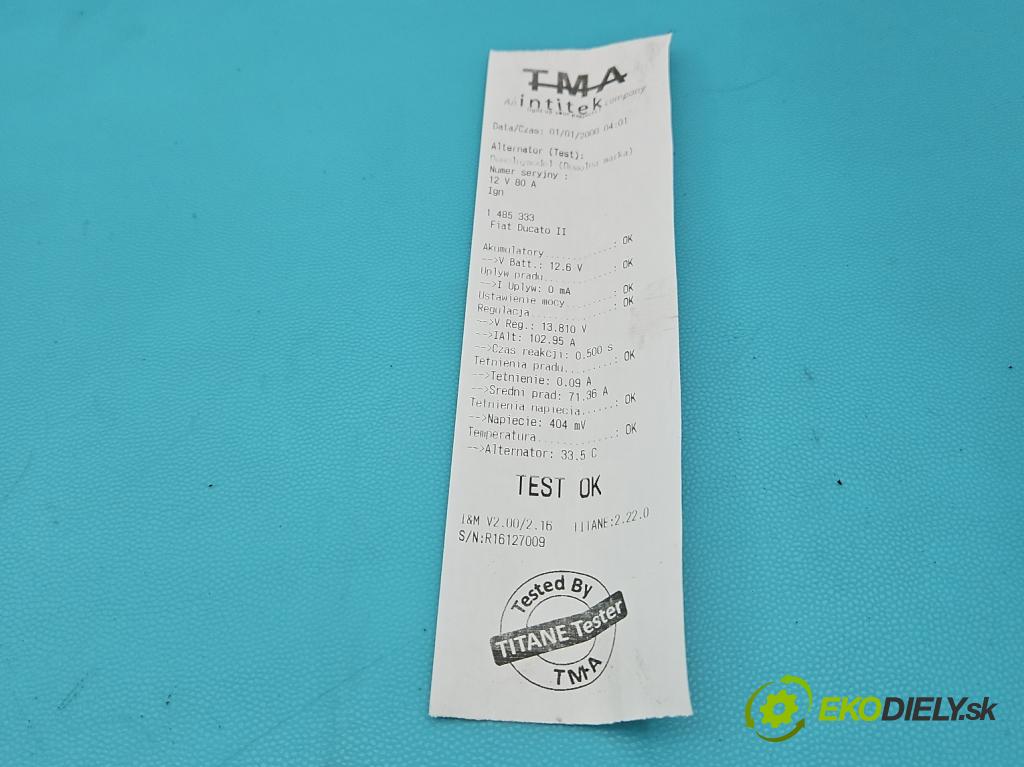 TMA
An intitek company
Data/Czas: 01/01/2000 04:01
Alternator (Test):
(Dowolna marka)
Numer seryjny :
12 V 80 A
Ign
1 485 333
Fiat Ducato II
Akumulatory..........: OK
-->V Batt.: 12.6 V
Uplyw pradu..........: OK
-->I Uplyw: 0 mA
Ustawienie mocy......: OK
Regulacja............: OK
-->V Reg.: 13.810 V
-->IAlt: 102.95 A
-->Czas reakcji: 0.500 s
Tetnienia pradu......: OK
-->Tetnienie: 0.09 A
-->Sredni prad: 71.36 A
Tetnienia napiecia...: OK
-->Napiecie: 404 mV
Temperatura..........: OK
-->Alternator: 33.5 C
TEST OK
I&M V2.00/2.16 TITANE:2.22.0
S/N:R16127009
Tested By
TITANE Tester
TMA
EKODIELY.sk